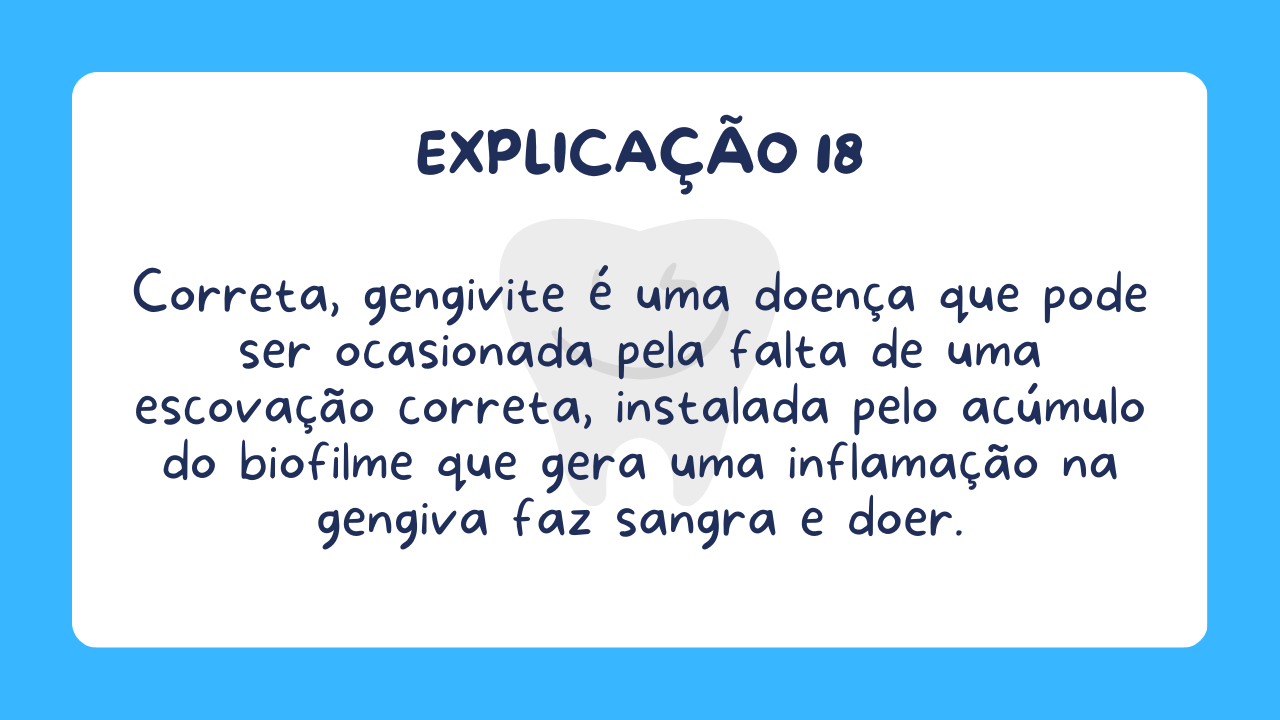 EXPLICAÇÃO 18
Correta, gengivite é uma doença que pode
ser ocasionada pela falta de uma
escovação correta, instalada pelo acúmulo
do biofilme que gera uma inflamação na
gengiva faz sangra e doer.